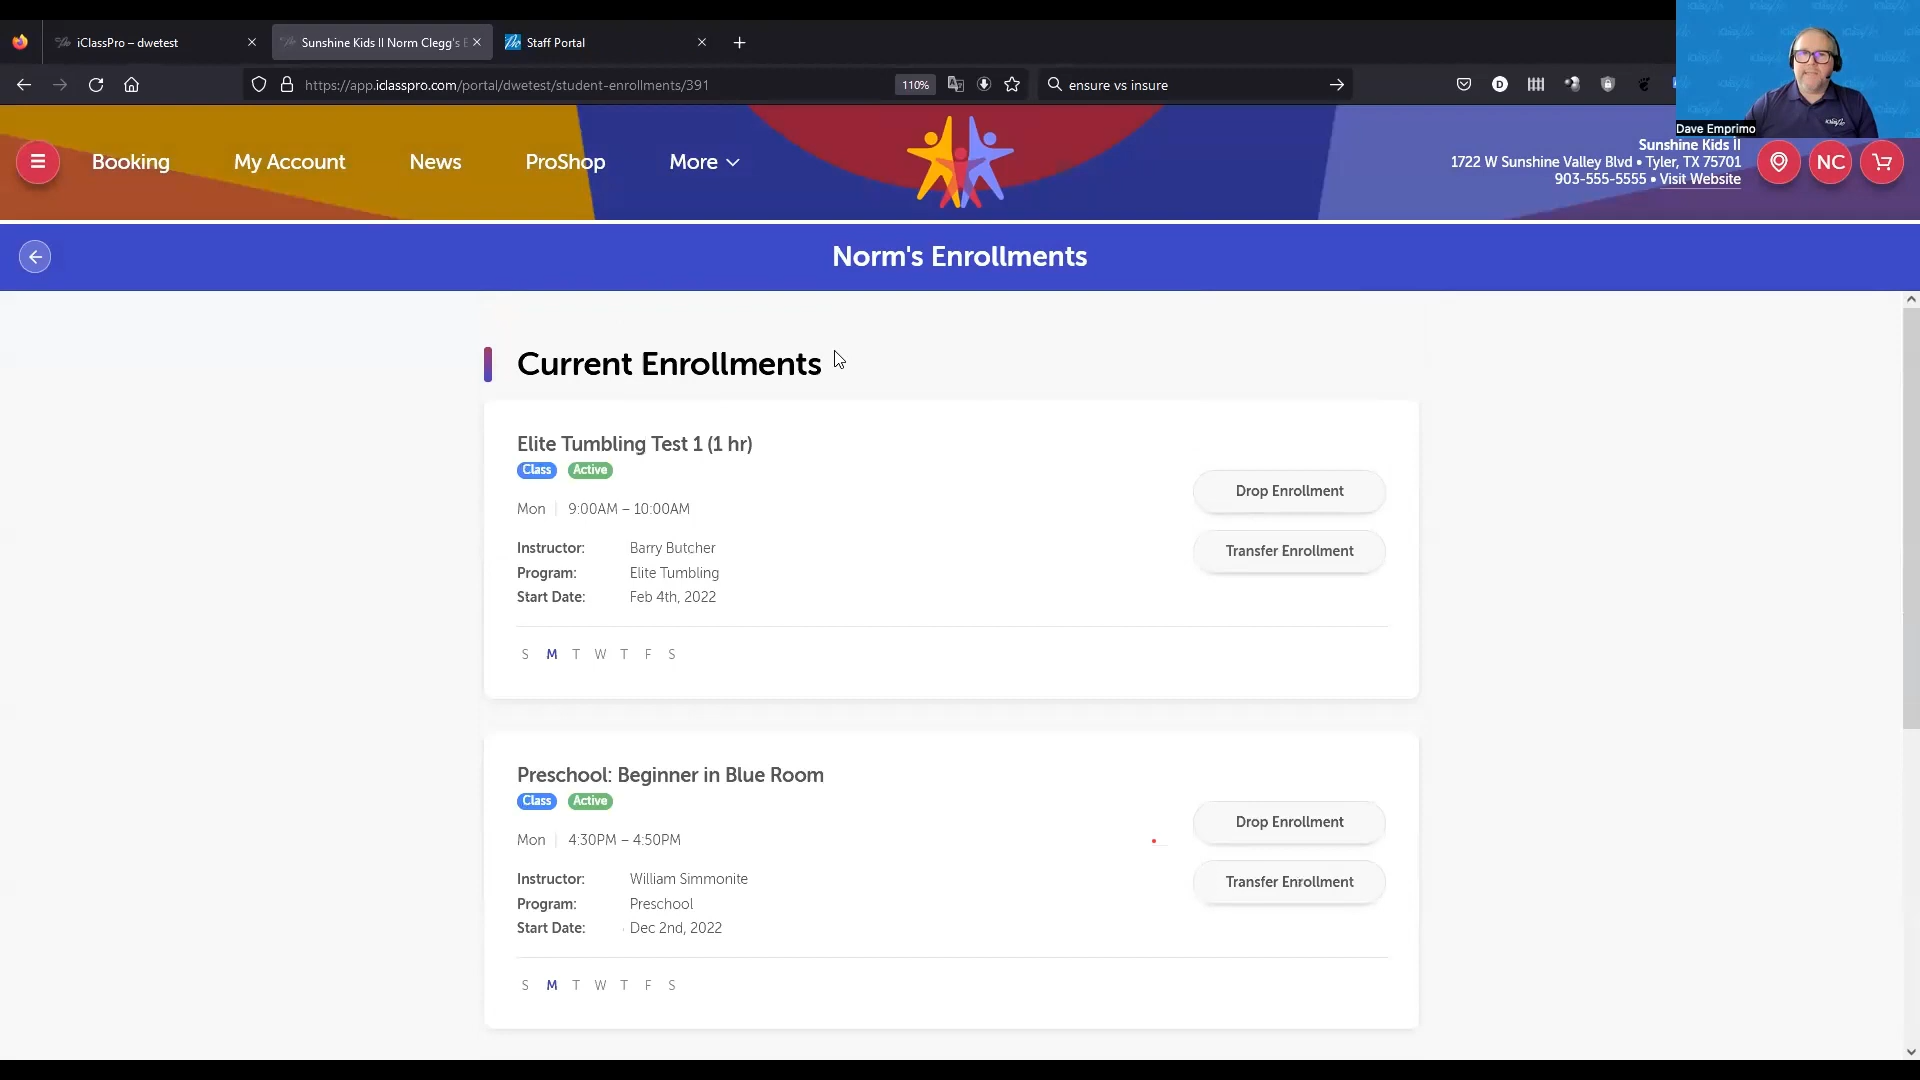 iClassPro – dwetest
Sunshine Kids II Norm Clegg's E
Staff Portal
https://app.iclasspro.com/portal/dwetest/student-enrollments/391
110%
ensure vs insure
Dave Emprimo
Booking
My Account
News
ProShop
More
Sunshine Kids II
1722 W Sunshine Valley Blvd • Tyler, TX 75701
903-555-5555 • Visit Website
NC
Norm's Enrollments
Current Enrollments
Elite Tumbling Test 1 (1 hr)
Class Active
Mon 9:00AM – 10:00AM
Instructor: Barry Butcher
Program: Elite Tumbling
Start Date: Feb 4th, 2022
Drop Enrollment
Transfer Enrollment
S M T W T F S
Preschool: Beginner in Blue Room
Class Active
Mon 4:30PM – 4:50PM
Instructor: William Simmonite
Program: Preschool
Start Date: Dec 2nd, 2022
Drop Enrollment
Transfer Enrollment
S M T W T F S